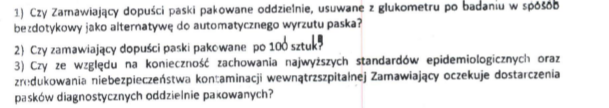 1) Czy Zamawiający dopuści paski pakowane oddzielnie, usuwane z glukometru po badaniu w sposób
bezdotykowy jako alternatywę do automatycznego wyrzutu paska?
2) Czy zamawiający dopuści paski pakowane po 100 sztuk?
3) Czy ze względu na konieczność zachowania najwyższych standardów epidemiologicznych oraz
zredukowania niebezpieczeństwa kontaminacji wewnątrzszpitalnej Zamawiający oczekuje dostarczenia
pasków diagnostycznych oddzielnie pakowanych?